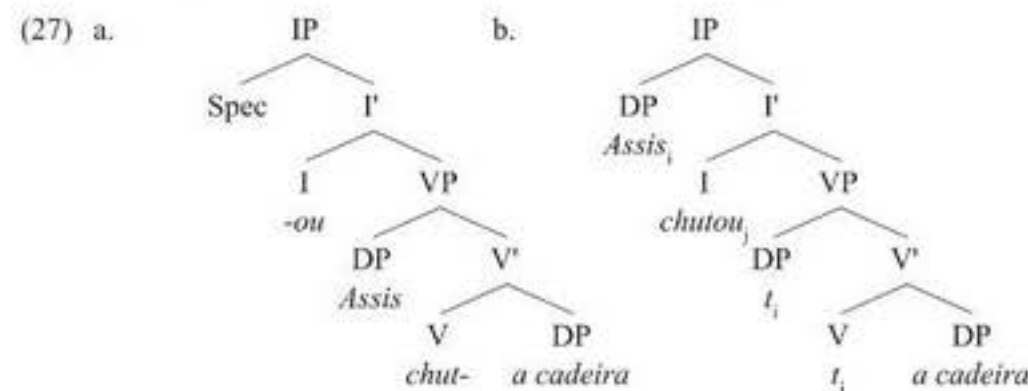 (27) a. IP b. IP
Spec I' DP I'
Assisᵢ
I VP I VP
-ou chutouⱼ
DP V' DP V'
Assis tᵢ
V DP V DP
chut- a cadeira tⱼ a cadeira